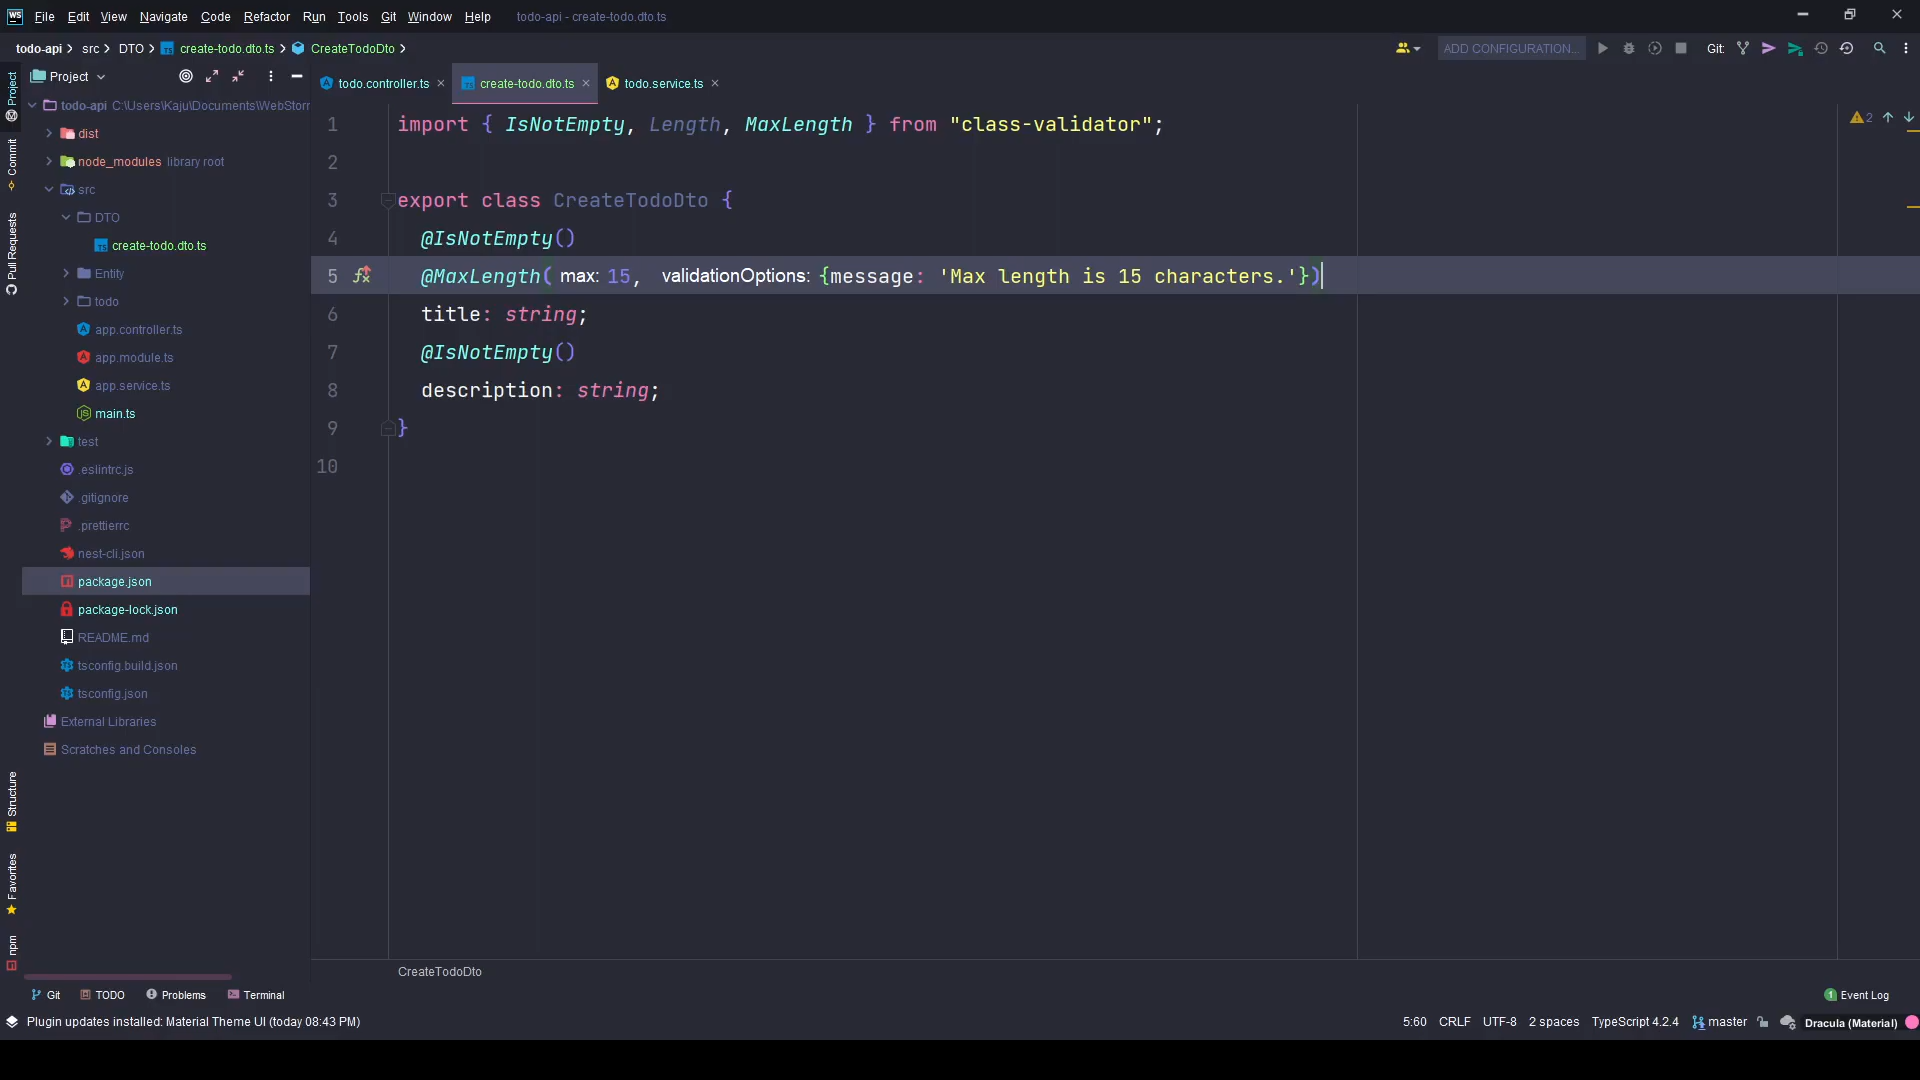 WS File Edit View Navigate Code Refactor Run Tools Git Window Help todo-api - create-todo.dto.ts
todo-api src DTO create-todo.dto.ts CreateTodoDto ADD CONFIGURATION... Git:
Project
todo.controller.ts create-todo.dto.ts todo.service.ts
Project
Commit
Pull Requests
Structure
Favorites
npm
todo-api C:\Users\Kaju\Documents\WebStorr
dist
node_modules library root
src
DTO
create-todo.dto.ts
Entity
todo
app.controller.ts
app.module.ts
app.service.ts
main.ts
test
.eslintrc.js
.gitignore
.prettierrc
nest-cli.json
package.json
package-lock.json
README.md
tsconfig.build.json
tsconfig.json
External Libraries
Scratches and Consoles
1 import { IsNotEmpty, Length, MaxLength } from "class-validator";
2
3 export class CreateTodoDto {
4 @IsNotEmpty()
5 @MaxLength( max: 15, validationOptions: {message: 'Max length is 15 characters.'})
6 title: string;
7 @IsNotEmpty()
8 description: string;
9 }
10
2
CreateTodoDto
Git TODO Problems Terminal 1 Event Log
Plugin updates installed: Material Theme UI (today 08:43 PM) 5:60 CRLF UTF-8 2 spaces TypeScript 4.2.4 master Dracula (Material)